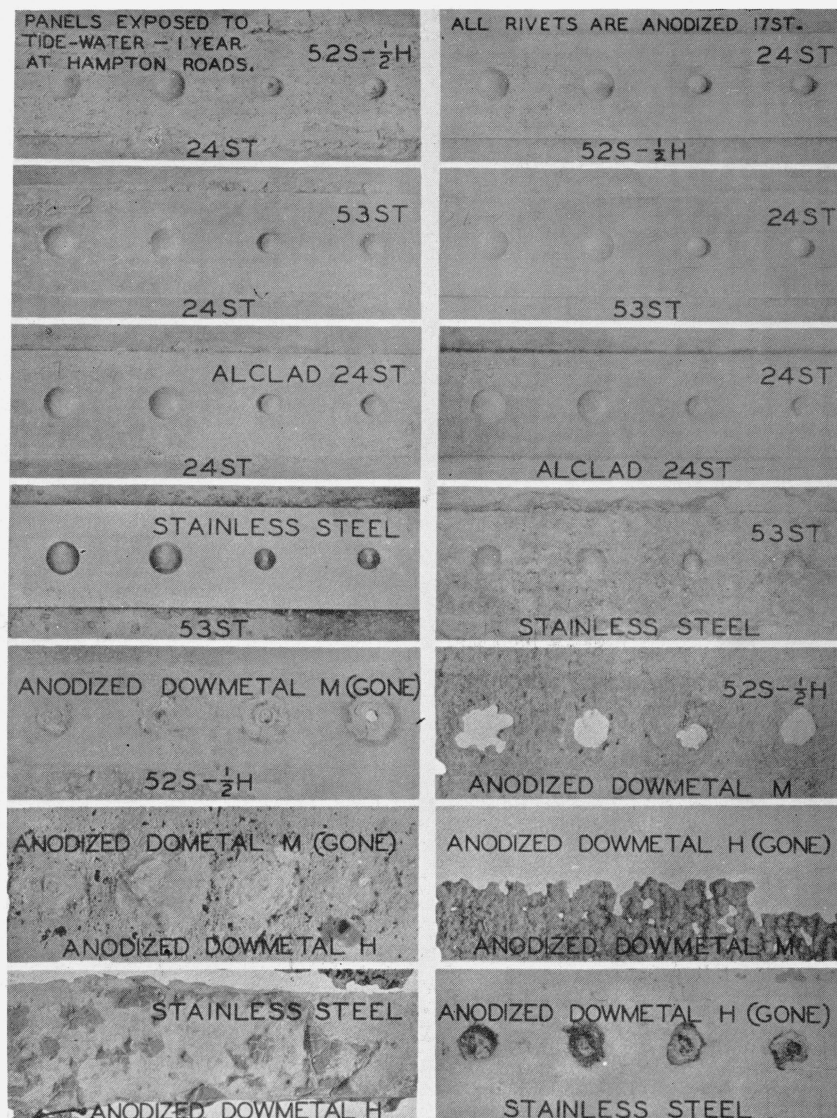 PANELS EXPOSED TO
TIDE-WATER — 1 YEAR
AT HAMPTON ROADS.
52S-½H
24ST
ALL RIVETS ARE ANODIZED 17ST.
24ST
52S-½H
53ST
24ST
24ST
53ST
ALCLAD 24ST
24ST
24ST
ALCLAD 24ST
STAINLESS STEEL
53ST
53ST
STAINLESS STEEL
ANODIZED DOWMETAL M (GONE)
52S-½H
52S-½H
ANODIZED DOWMETAL M
ANODIZED DOMETAL M (GONE)
ANODIZED DOWMETAL H
ANODIZED DOWMETAL H (GONE)
ANODIZED DOWMETAL M
STAINLESS STEEL
ANODIZED DOWMETAL H
ANODIZED DOWMETAL H (GONE)
STAINLESS STEEL